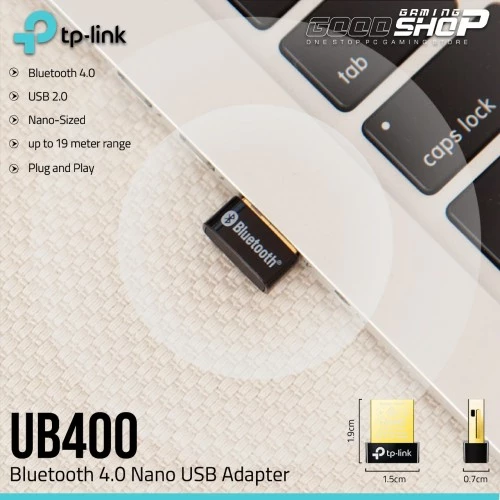 tp-link
GAMING
GOODSHOP
ONE STOP PC GAMING STORE
Bluetooth 4.0
USB 2.0
Nano-Sized
up to 19 meter range
Plug and Play
tab
caps lock
Bluetooth®
UB400
Bluetooth 4.0 Nano USB Adapter
1.9cm
tp-link
1.5cm
0.7cm